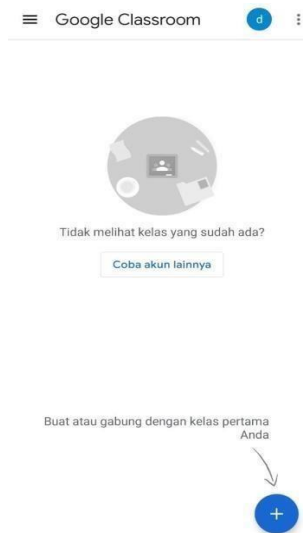 Google Classroom
d
Tidak melihat kelas yang sudah ada?
Coba akun lainnya
Buat atau gabung dengan kelas pertama
Anda